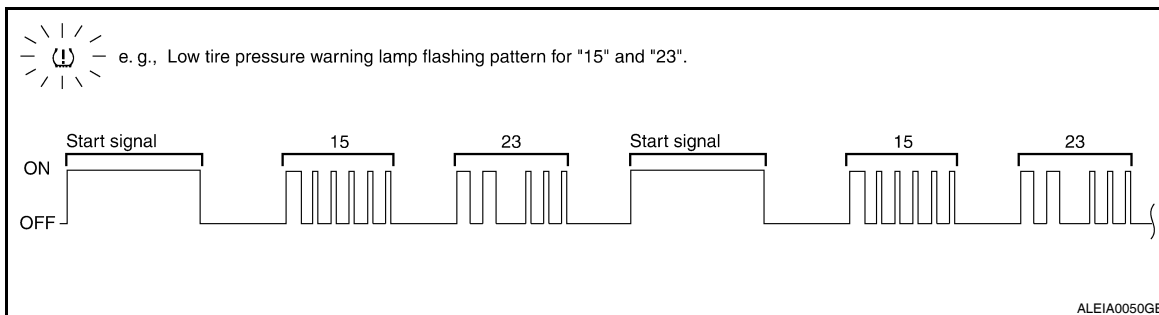 e. g., Low tire pressure warning lamp flashing pattern for "15" and "23".
Start signal 15 23 Start signal 15 23
ON
OFF
ALEIA0050GB